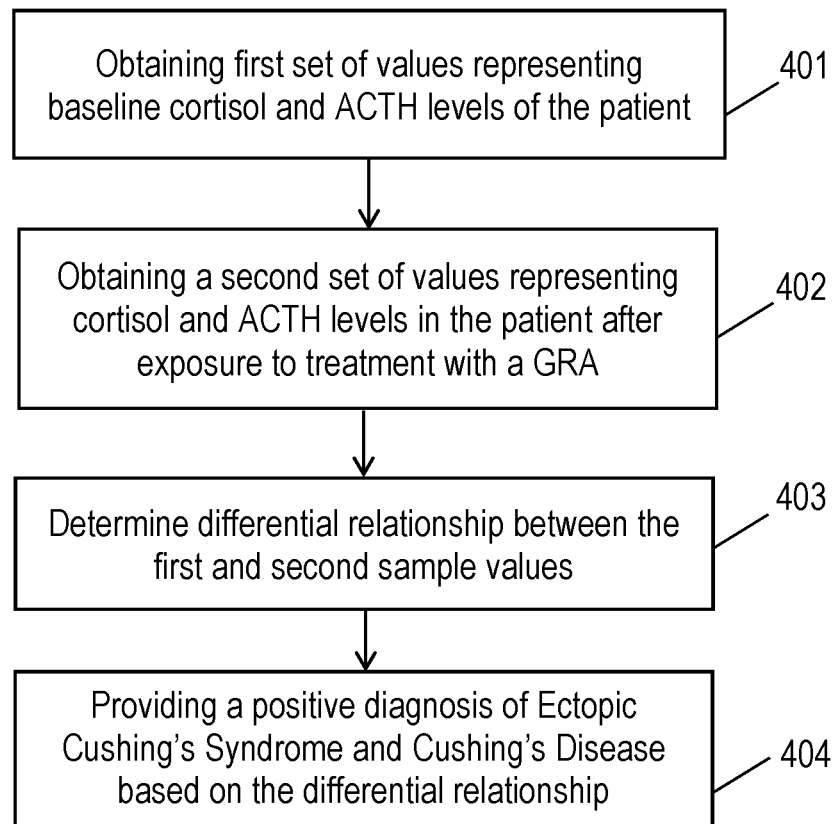 Obtaining first set of values representing
baseline cortisol and ACTH levels of the patient
401
Obtaining a second set of values representing
cortisol and ACTH levels in the patient after
exposure to treatment with a GRA
402
Determine differential relationship between the
first and second sample values
403
Providing a positive diagnosis of Ectopic
Cushing's Syndrome and Cushing's Disease
based on the differential relationship
404